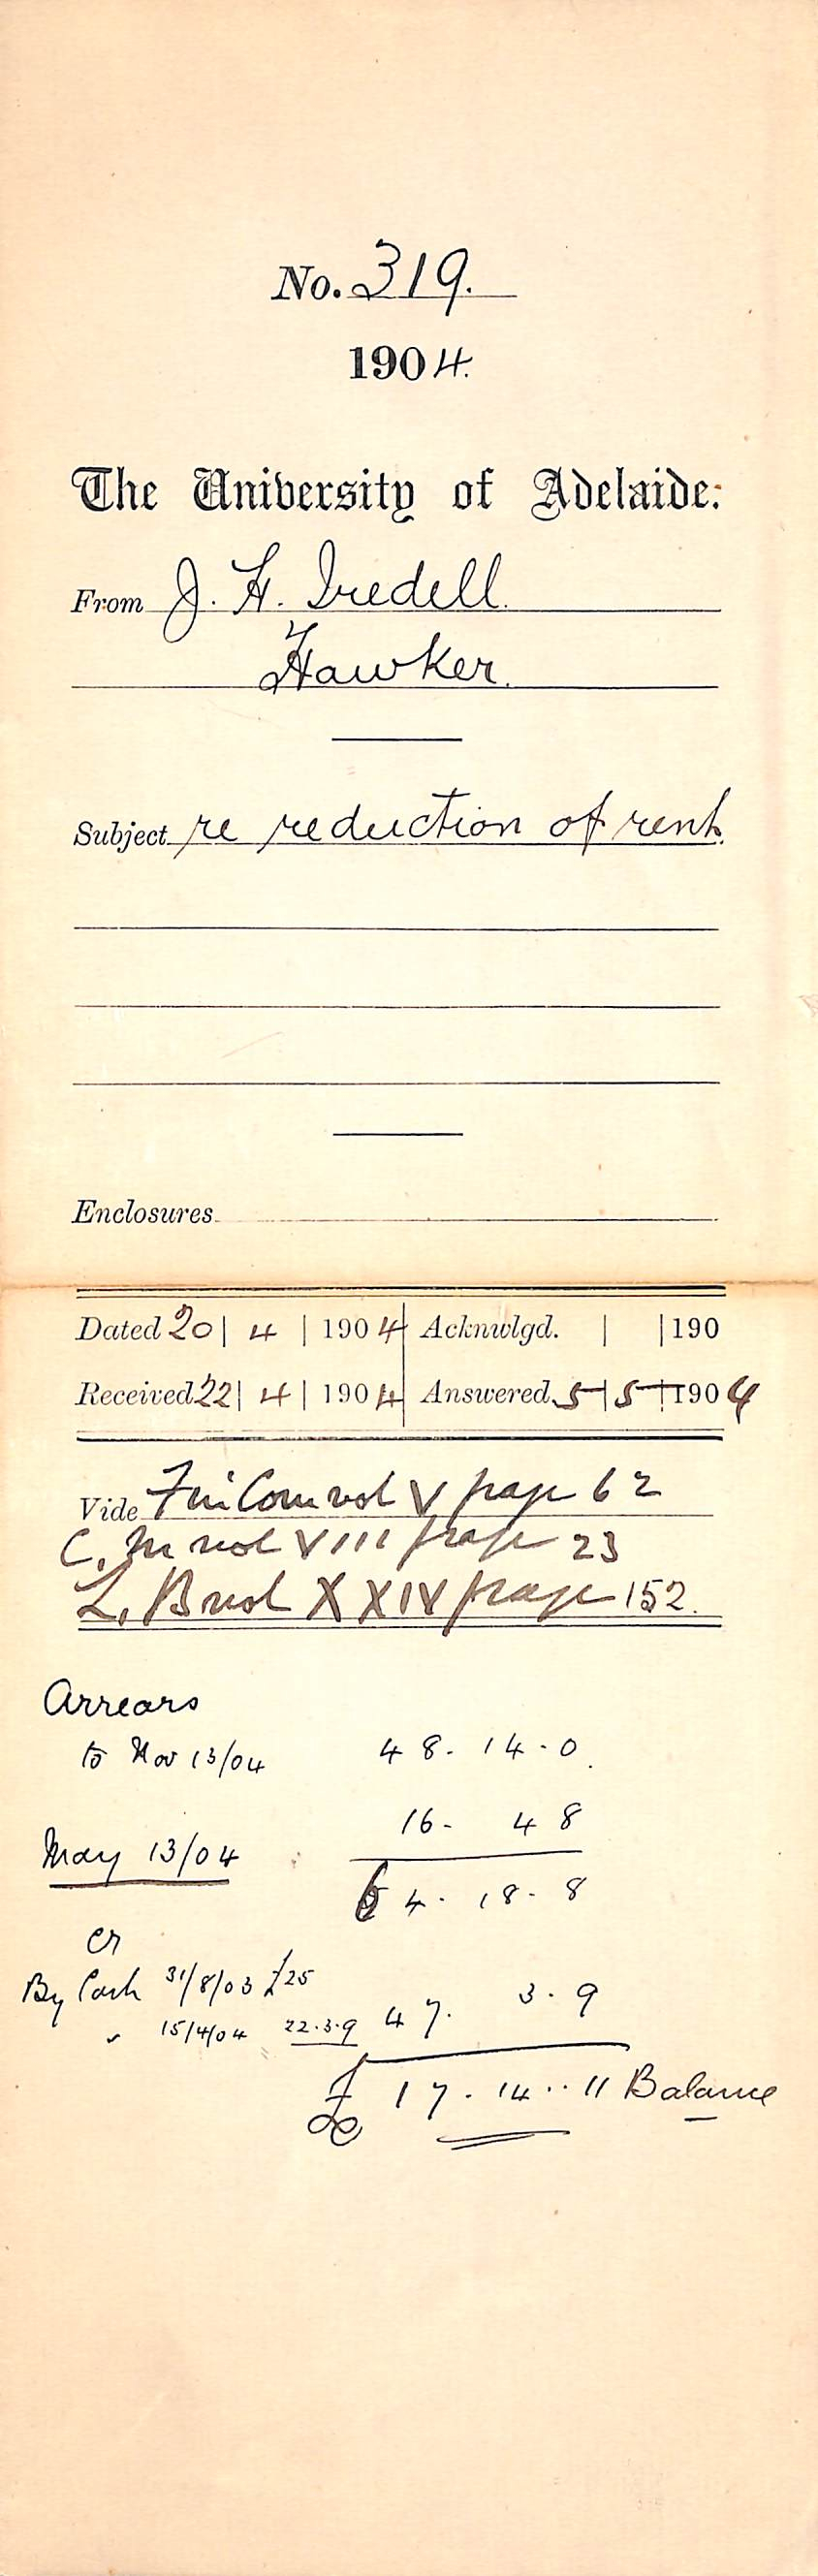 No. 319.
1904.
The University of Adelaide.
From J. H. Iredell.
Hawker.
Subject re reduction of rent.
Enclosures
Dated 20 | 4 | 1904 Acknwlgd. | | 190
Received 22 | 4 | 1904 Answered 5 | 5 | 1904
Vide Fin Com vol V page 62
C. M vol VIII page 23
L. B vol XXIV page 152.
Arrears
to Nov 13/04 48. 14. 0.
16. 4 8
May 13/04
64. 18. 8
Cr
By Cash 31/8/03 £25
" 15/4/04 22.3.9 47. 3. 9
£ 17. 14. 11 Balance